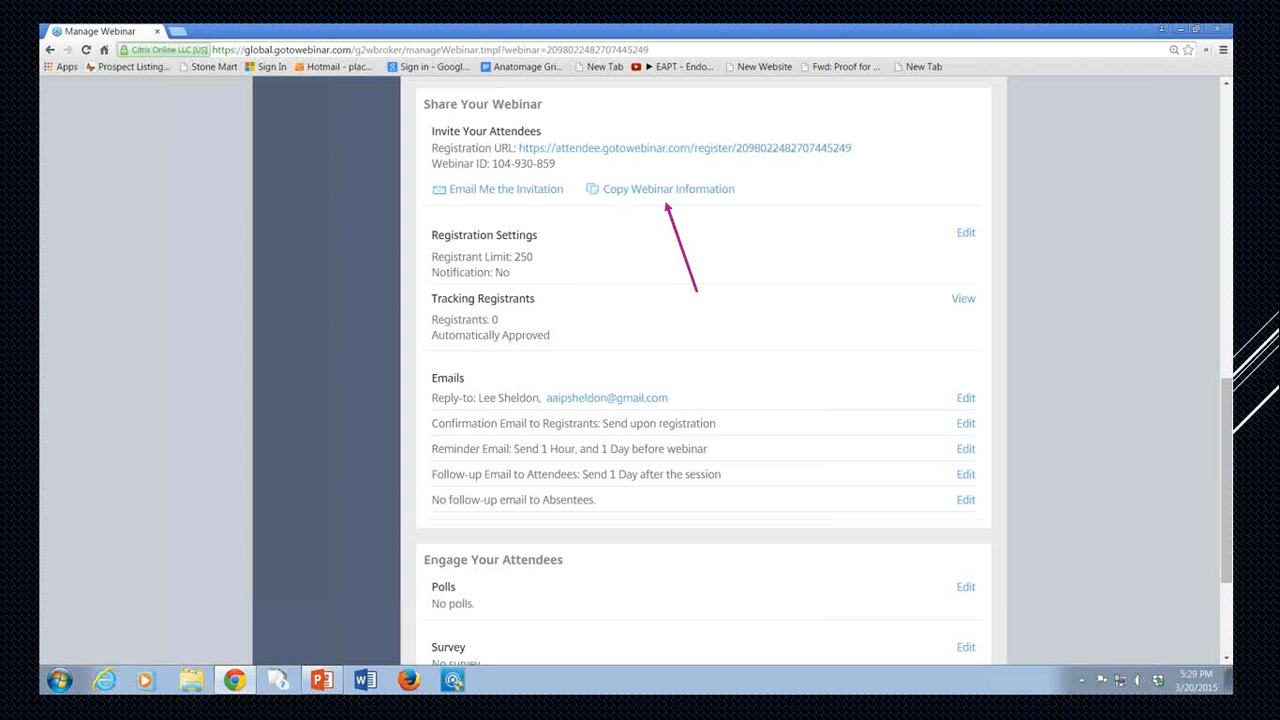 Manage Webinar
Citrix Online LLC [US] https://global.gotowebinar.com/g2wbroker/manageWebinar.tmpl?webinar=2098022482707445249
Apps Prospect Listing... Stone Mart Sign In Hotmail - plac... Sign in - Googl... Anatomage Gri... New Tab EAPT - Endo... New Website Fwd: Proof for ... New Tab
Share Your Webinar
Invite Your Attendees
Registration URL: https://attendee.gotowebinar.com/register/2098022482707445249
Webinar ID: 104-930-859
Email Me the Invitation Copy Webinar Information
Registration Settings Edit
Registrant Limit: 250
Notification: No
Tracking Registrants View
Registrants: 0
Automatically Approved
Emails
Reply-to: Lee Sheldon, aaipsheldon@gmail.com Edit
Confirmation Email to Registrants: Send upon registration Edit
Reminder Email: Send 1 Hour, and 1 Day before webinar Edit
Follow-up Email to Attendees: Send 1 Day after the session Edit
No follow-up email to Absentees. Edit
Engage Your Attendees
Polls Edit
No polls.
Survey Edit
No survey
5:29 PM
3/20/2015